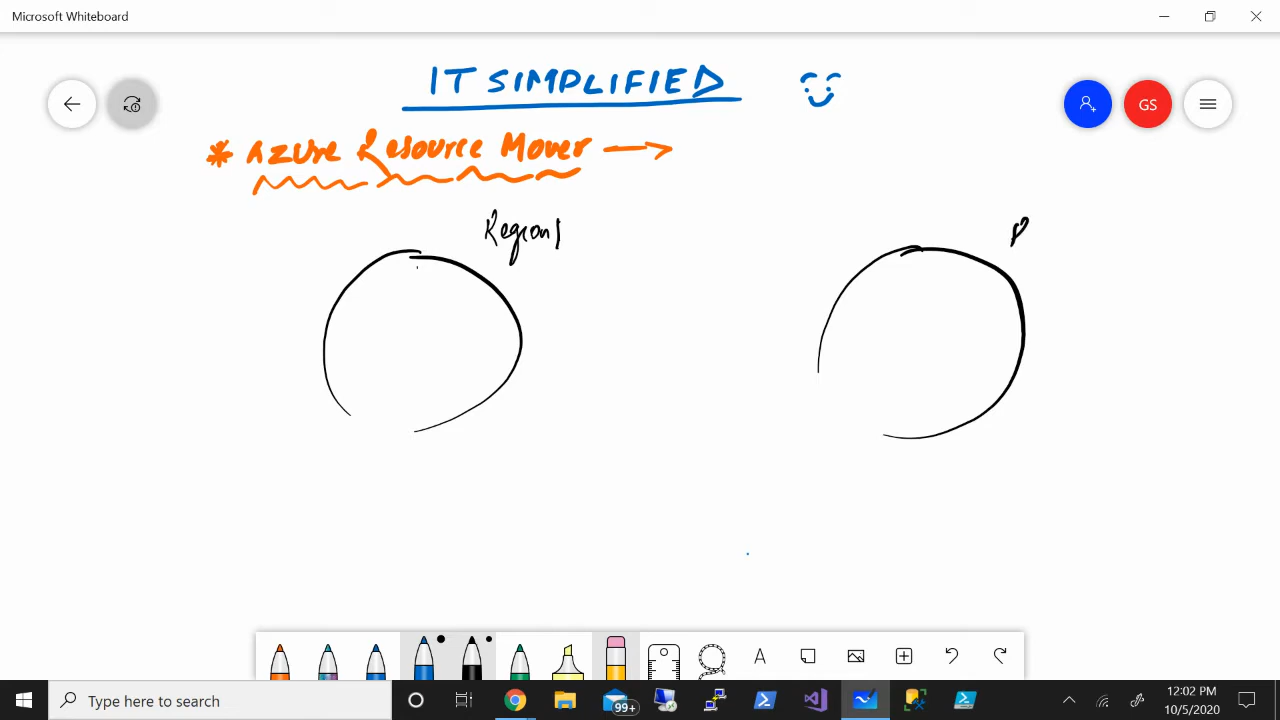 Microsoft Whiteboard
IT SIMPLIFIED
GS
* Azure Resource Mover
Region1
A
99+
Type here to search
12:02 PM
10/5/2020